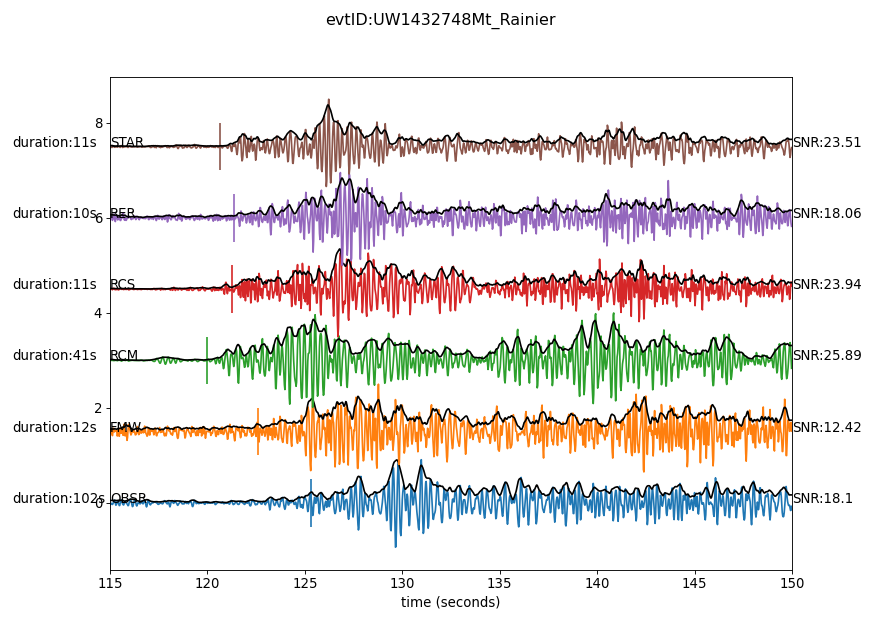 evtID:UW1432748Mt_Rainier
8
duration:11s STAR SNR:23.51
duration:10s RER SNR:18.06
6
duration:11s RCS SNR:23.94
4
duration:41s RCM SNR:25.89
2
duration:12s FMW SNR:12.42
duration:102s OBSR SNR:18.1
0
115 120 125 130 135 140 145 150
time (seconds)